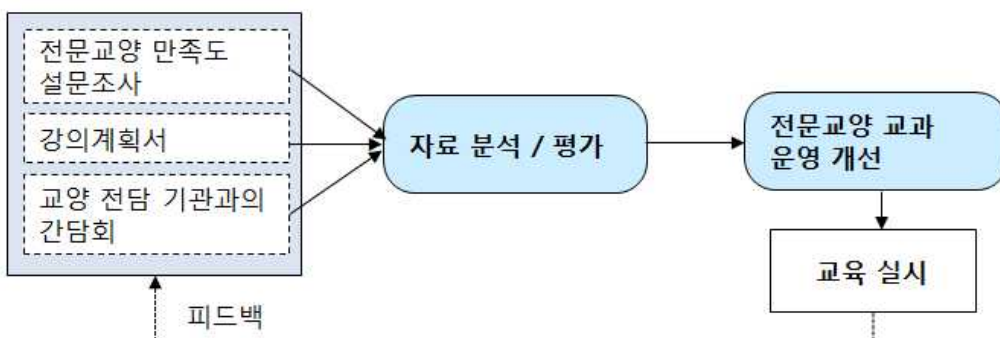 전문교양 만족도
설문조사
강의계획서
교양 전담 기관과의
간담회
자료 분석 / 평가
전문교양 교과
운영 개선
교육 실시
피드백